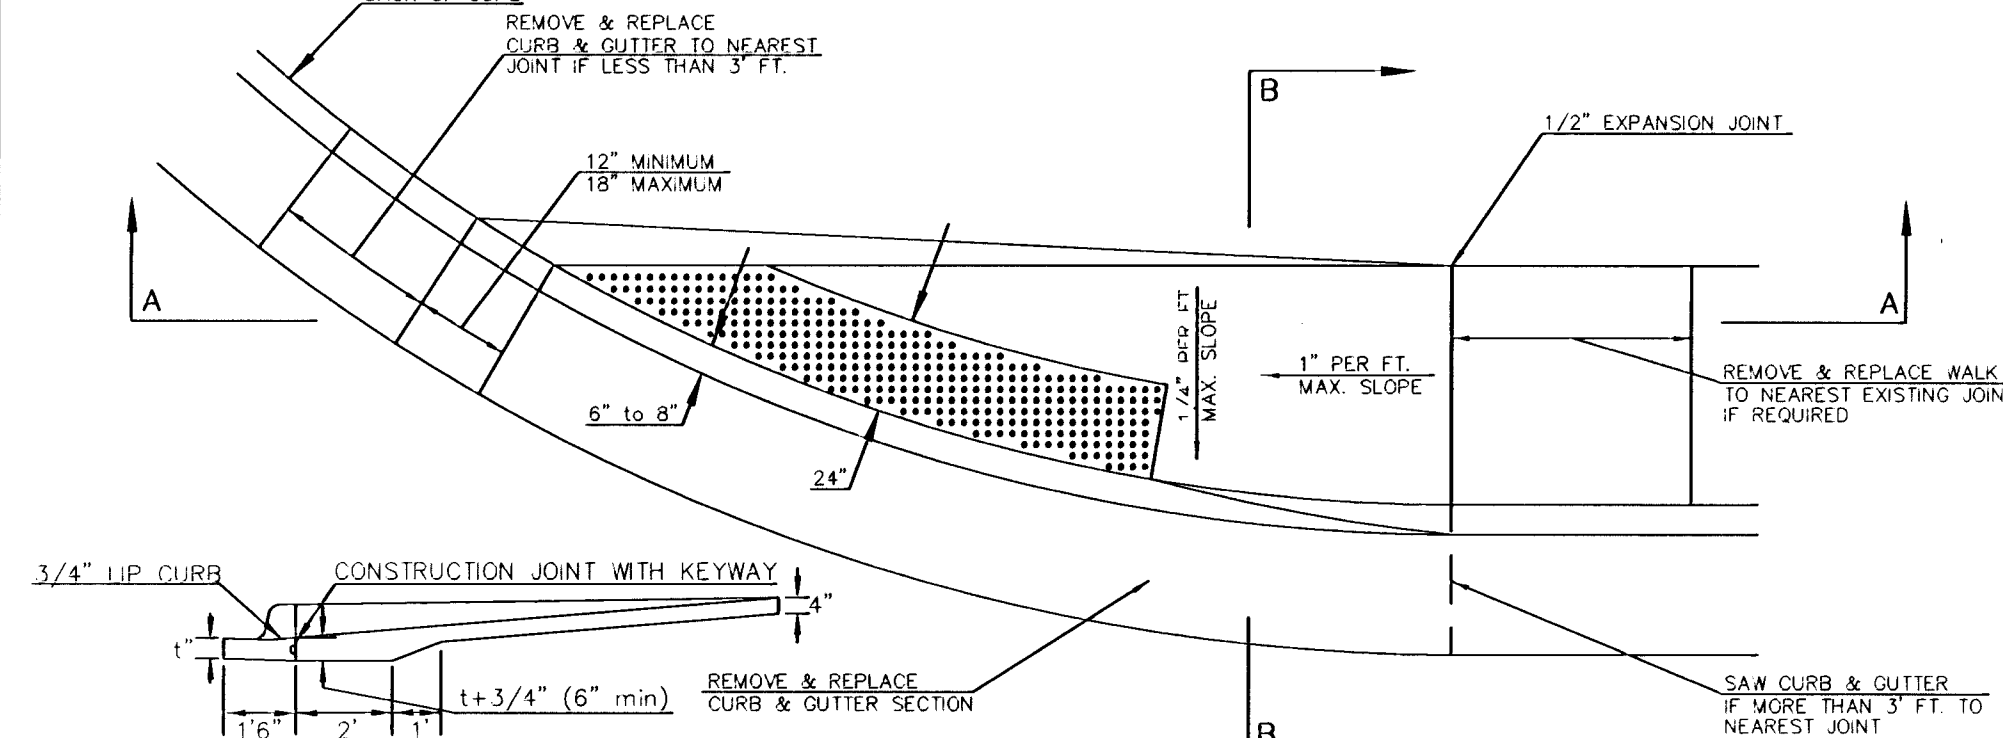 REMOVE & REPLACE
CURB & GUTTER TO NEAREST
JOINT IF LESS THAN 3' FT.
B
1/2" EXPANSION JOINT
12" MINIMUM
18" MAXIMUM
A
A
1/4" PER FT
MAX. SLOPE
1" PER FT.
MAX. SLOPE
REMOVE & REPLACE WALK
TO NEAREST EXISTING JOIN
IF REQUIRED
6" to 8"
24"
3/4" LIP CURB
CONSTRUCTION JOINT WITH KEYWAY
4"
t"
t+3/4" (6" min)
1'6"
2'
1'
REMOVE & REPLACE
CURB & GUTTER SECTION
SAW CURB & GUTTER
IF MORE THAN 3' FT. TO
NEAREST JOINT
B